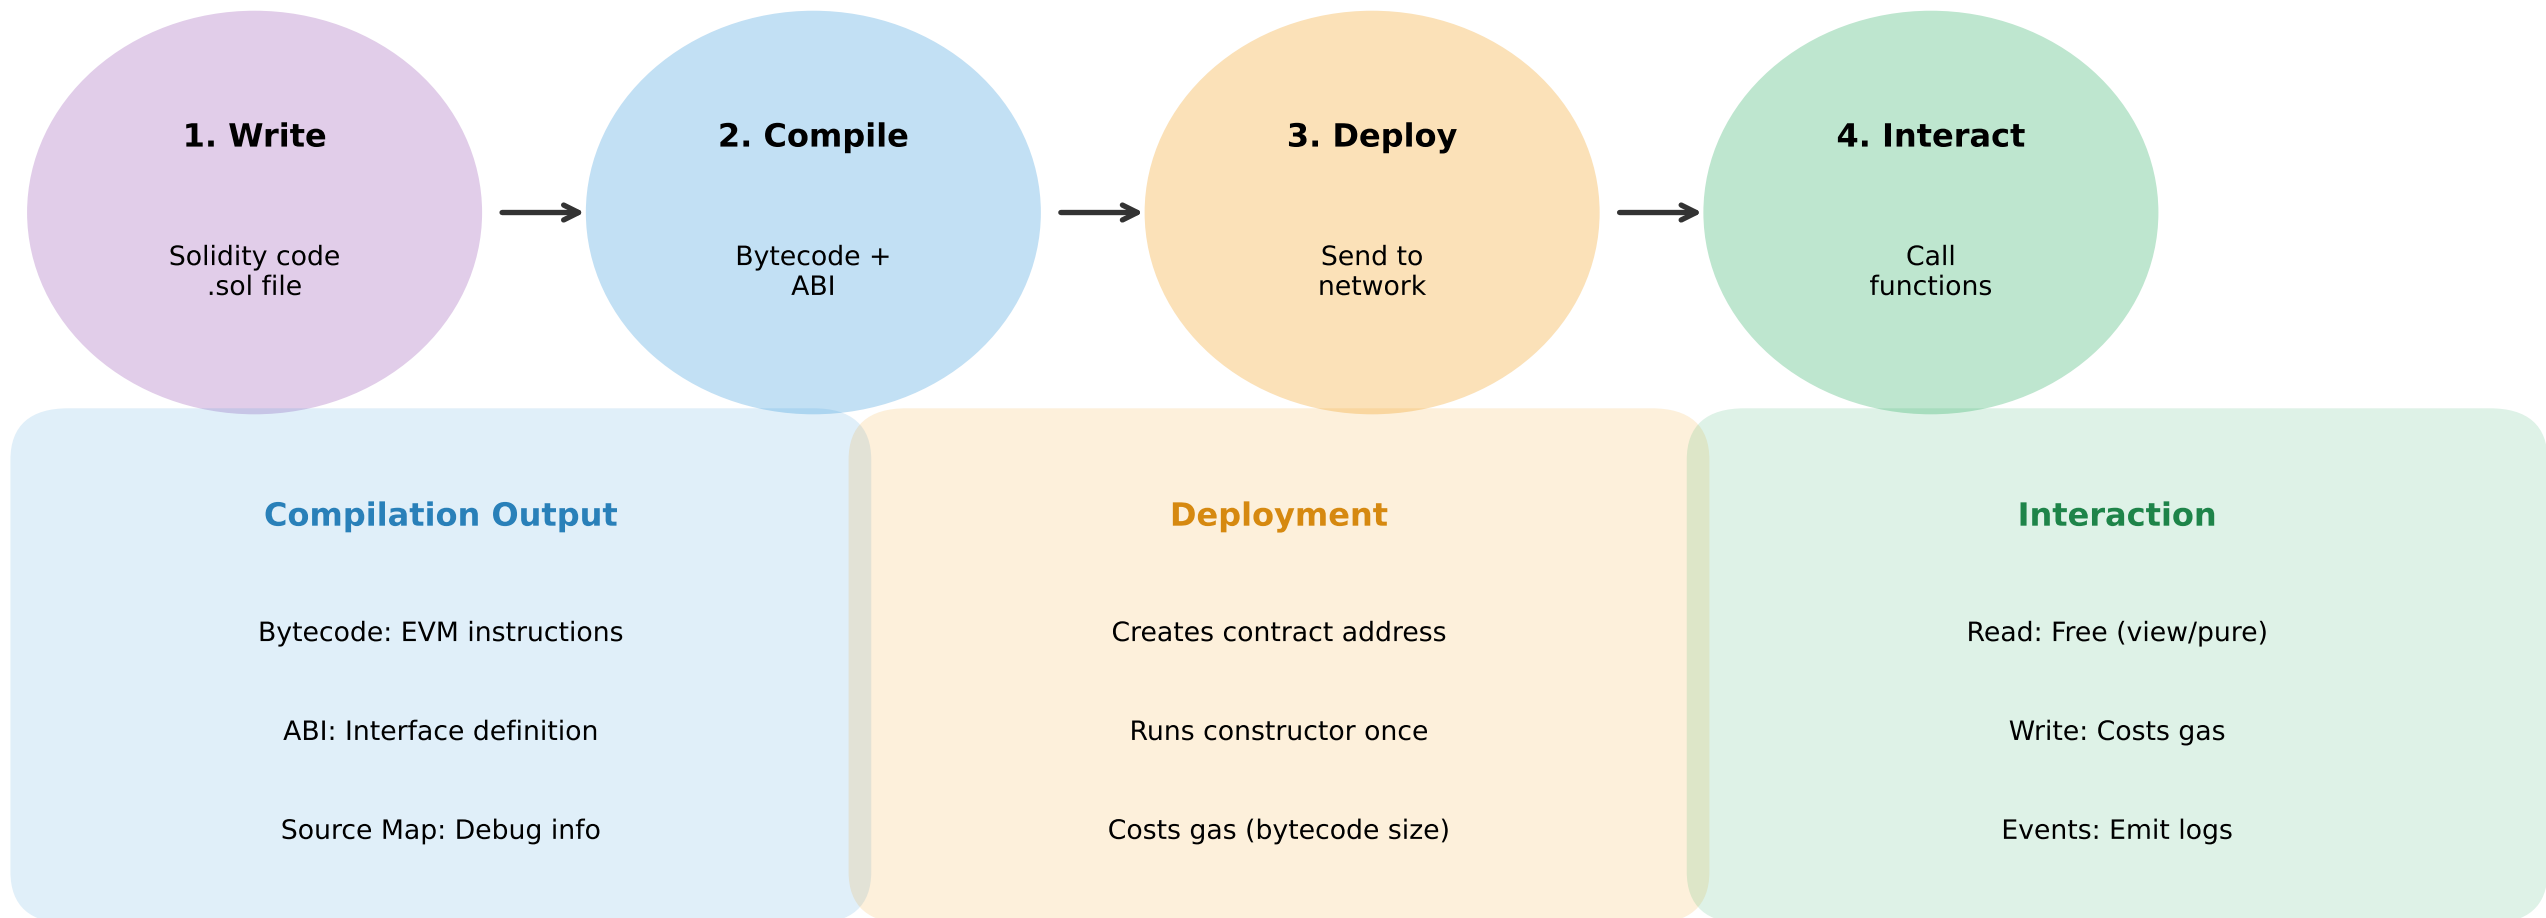 1. Write
Solidity code
.sol file
2. Compile
Bytecode +
ABI
3. Deploy
Send to
network
4. Interact
Call
functions
Compilation Output
Bytecode: EVM instructions
ABI: Interface definition
Source Map: Debug info
Deployment
Creates contract address
Runs constructor once
Costs gas (bytecode size)
Interaction
Read: Free (view/pure)
Write: Costs gas
Events: Emit logs